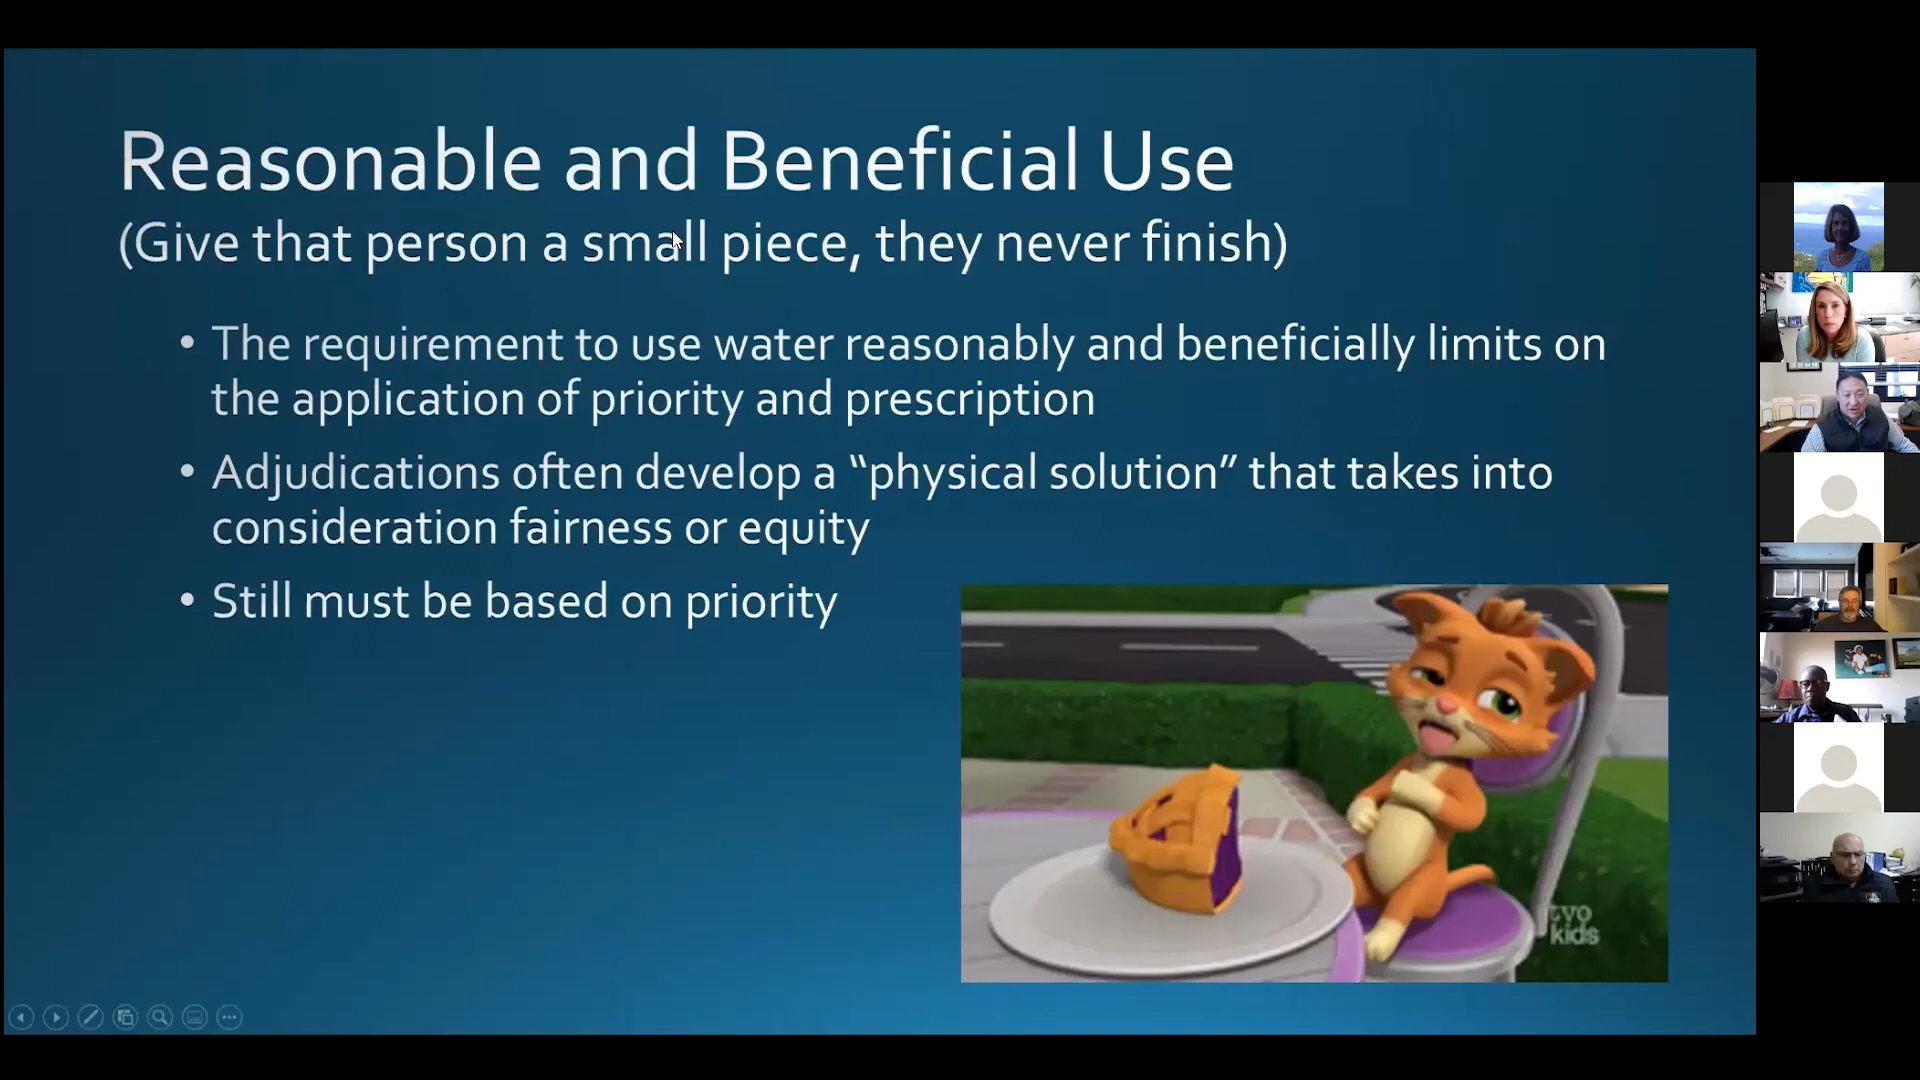 Reasonable and Beneficial Use
(Give that person a small piece, they never finish)
• The requirement to use water reasonably and beneficially limits on
the application of priority and prescription
• Adjudications often develop a “physical solution” that takes into
consideration fairness or equity
• Still must be based on priority
tvo
kids